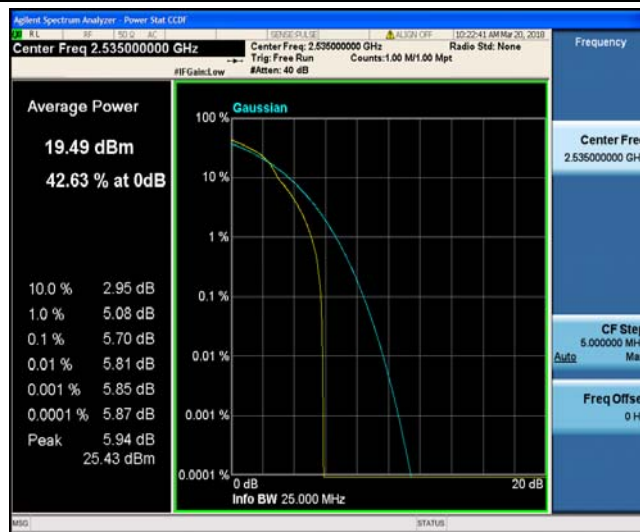 Agilent Spectrum Analyzer - Power Stat CCDF
RL RF 50 Ω AC SENSE:PULSE ALIGN OFF 10:22:41 AM Mar 20, 2018
Center Freq 2.535000000 GHz
Center Freq: 2.535000000 GHz Radio Std: None
Trig: Free Run Counts:1.00 M/1.00 Mpt
#IFGain:Low #Atten: 40 dB
Frequency
Average Power
19.49 dBm
42.63 % at 0dB
10.0 % 2.95 dB
1.0 % 5.08 dB
0.1 % 5.70 dB
0.01 % 5.81 dB
0.001 % 5.85 dB
0.0001 % 5.87 dB
Peak 5.94 dB
25.43 dBm
Gaussian
100 %
10 %
1 %
0.1 %
0.01 %
0.001 %
0.0001 %
0 dB 20 dB
Info BW 25.000 MHz
Center Fre
2.535000000 GH
CF Step
5.000000 MH
Auto Ma
Freq Offse
0 H
MSG STATUS